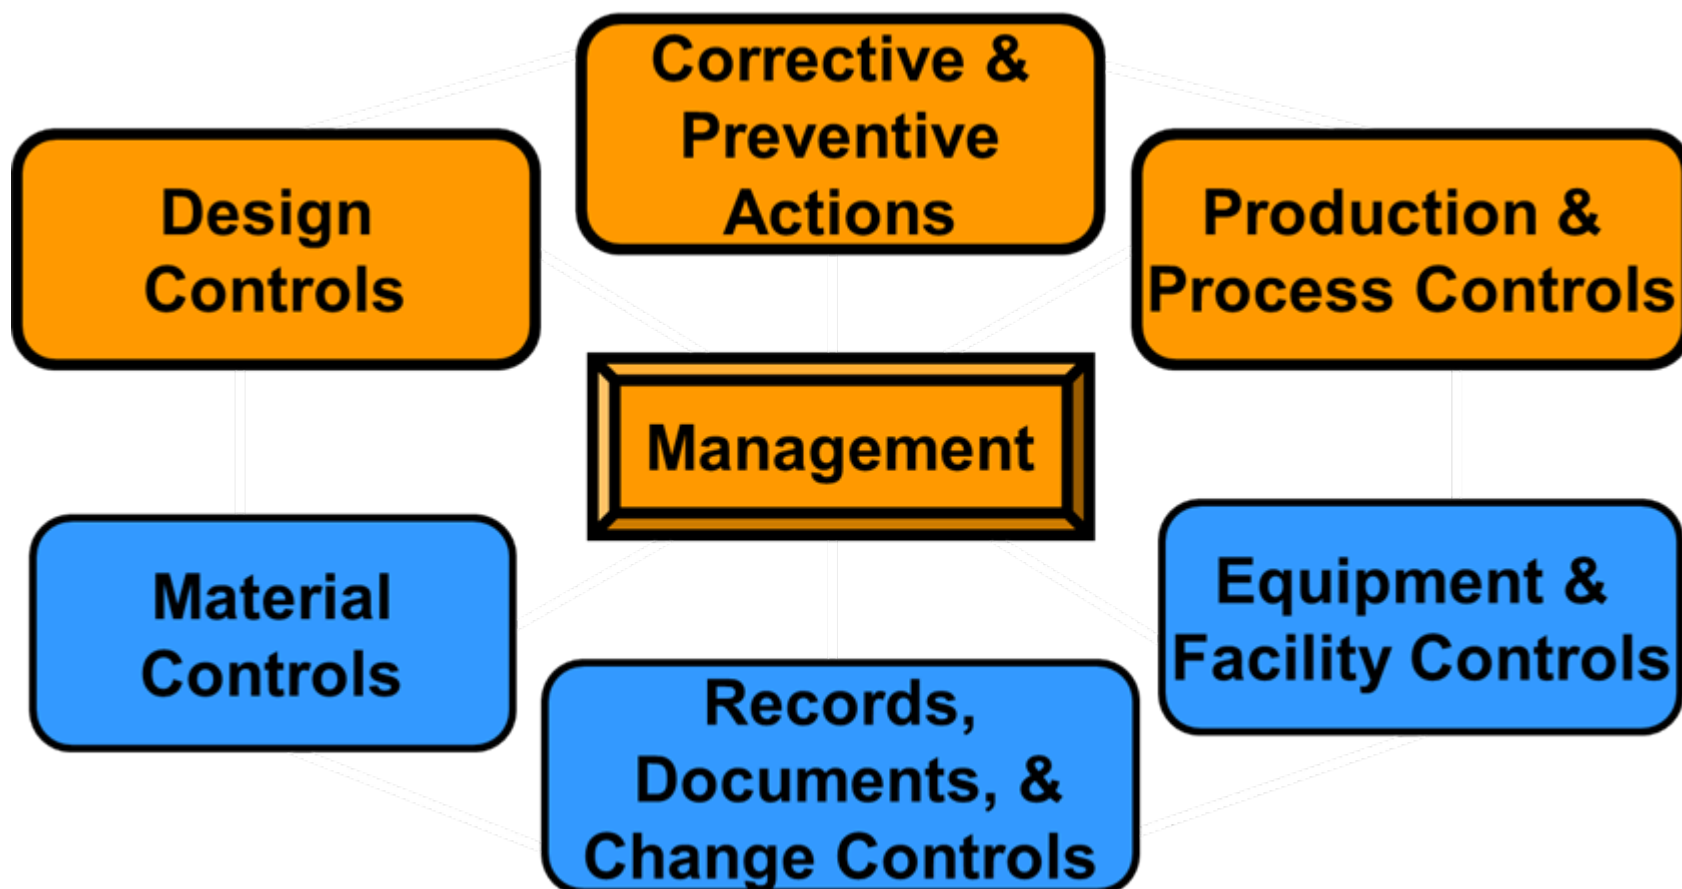 Corrective &
Preventive
Actions
Design
Controls
Production &
Process Controls
Management
Material
Controls
Equipment &
Facility Controls
Records,
Documents, &
Change Controls